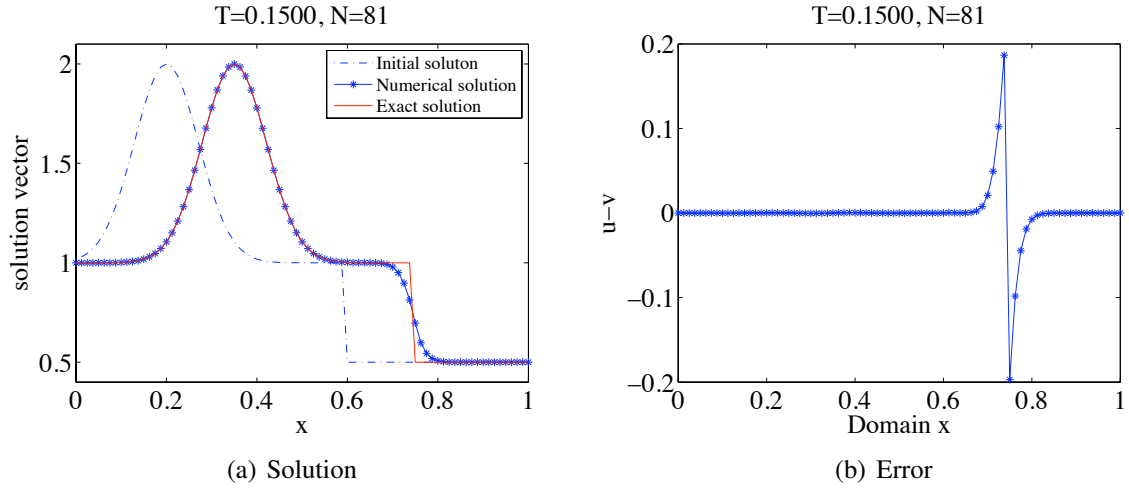 T=0.1500, N=81
2
1.5
1
0.5
solution vector
0
0.2
0.4
0.6
0.8
1
x
Initial soluton
Numerical solution
Exact solution
(a) Solution
T=0.1500, N=81
0.2
0.1
0
−0.1
−0.2
u−v
0
0.2
0.4
0.6
0.8
1
Domain x
(b) Error